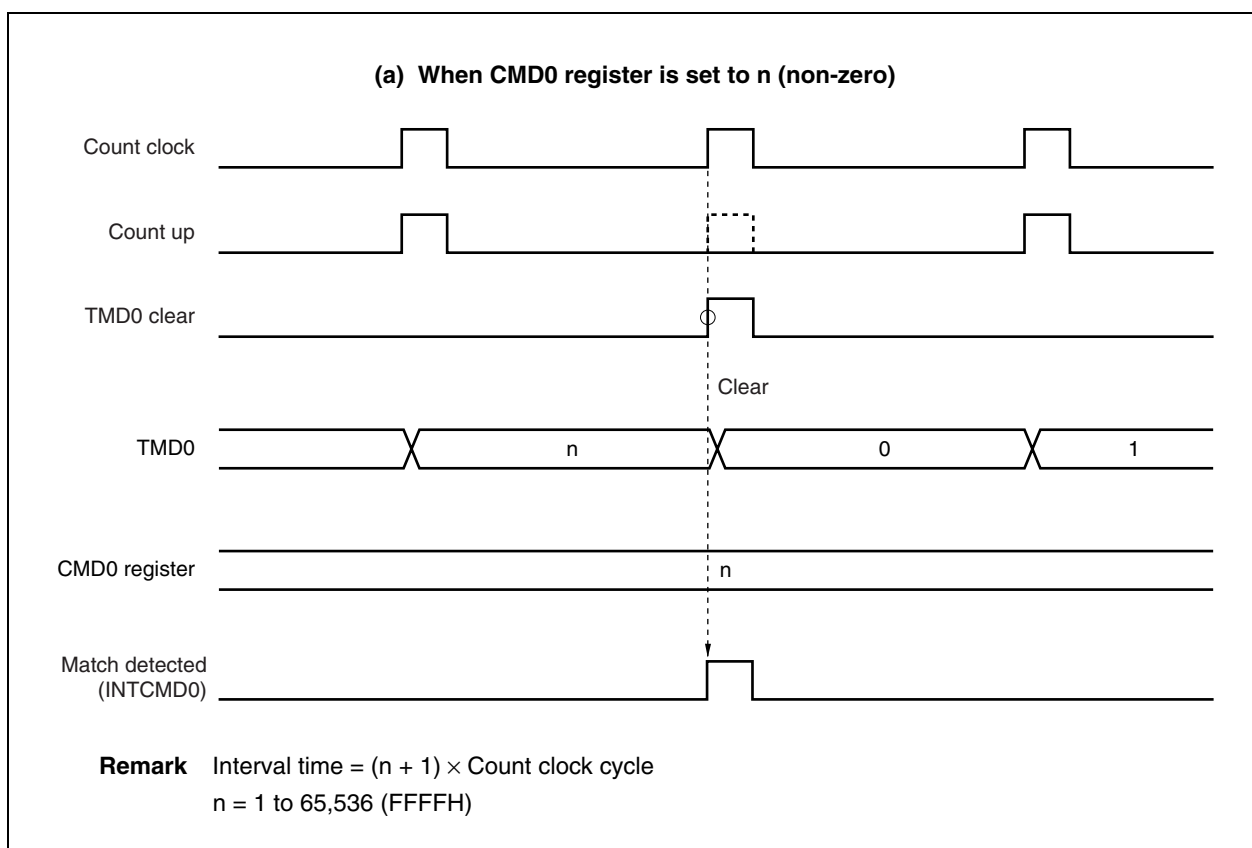 (a) When CMD0 register is set to n (non-zero)
Count clock
Count up
TMD0 clear
Clear
TMD0
n
0
1
CMD0 register
n
Match detected
(INTCMD0)
Remark Interval time = (n + 1) × Count clock cycle
n = 1 to 65,536 (FFFFH)